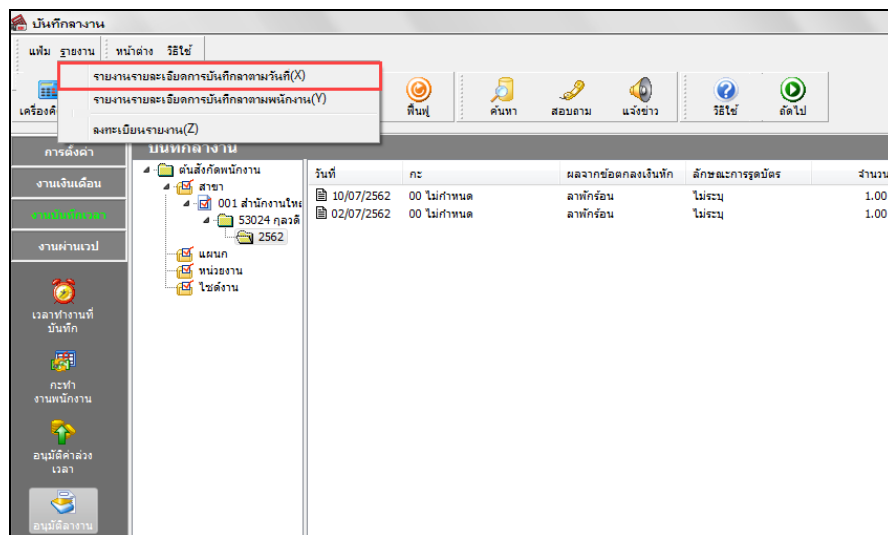 บันทึกลางาน
แฟ้ม รายงาน หน้าต่าง วิธีใช้
รายงานรายละเอียดการบันทึกลาตามวันที่(X)
รายงานรายละเอียดการบันทึกลาตามพนักงาน(Y)
ลงทะเบียนรายงาน(Z)
ฟื้นฟู ค้นหา สอบถาม แจ้งข่าว วิธีใช้ ถัดไป
การตั้งค่า
งานเงินเดือน
งานบันทึกเวลา
งานผ่านเวป
เวลาทำงานที่
บันทึก
กะทำ
งานพนักงาน
อนุมัติค่าล่วง
เวลา
อนุมัติลางาน
บันทึกลางาน
ต้นสังกัดพนักงาน
สาขา
001 สำนักงานให
53024 กุลวดี
2562
แผนก
หน่วยงาน
ไซด์งาน
วันที่ กะ ผลจากข้อตกลงเงินหัก ลักษณะการรูดบัตร จำนวน
10/07/2562 00 ไม่กำหนด ลาพักร้อน ไม่ระบุ 1.00
02/07/2562 00 ไม่กำหนด ลาพักร้อน ไม่ระบุ 1.00